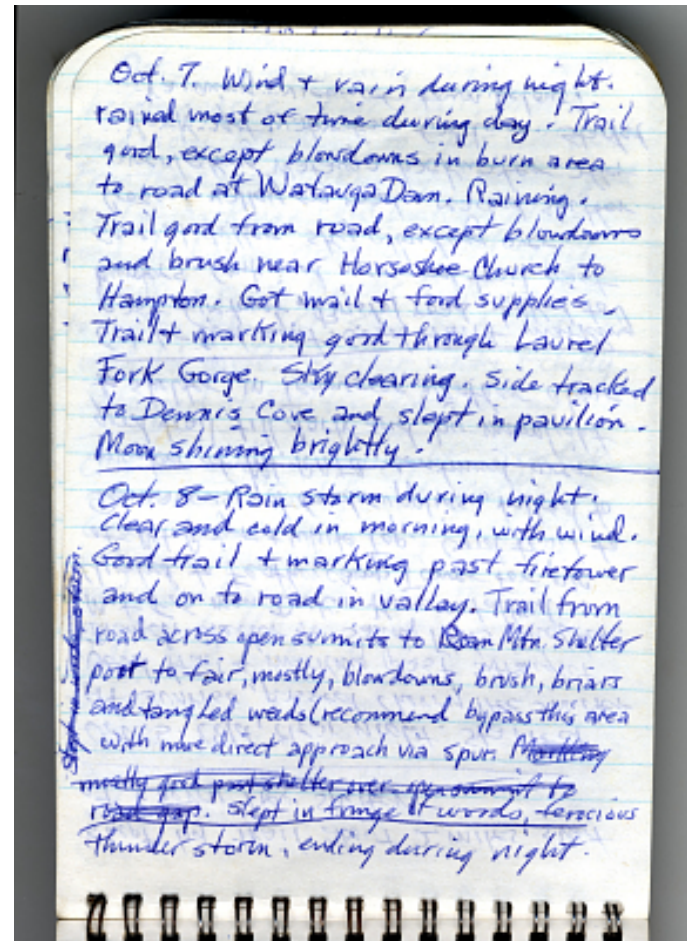 Oct. 7. Wind + rain during night.
rained most of time during day. Trail
good, except blowdowns in burn area
to road at Watauga Dam. Raining.
Trail good from road, except blowdowns
and brush near Horseshoe Church to
Hampton. Got mail + food supplies.
Trail + marking good through Laurel
Fork Gorge. Sky clearing. Side tracked
to Dennis Cove and slept in pavilion.
Moon shining brightly.
Oct. 8 - Rain storm during night.
Clear and cold in morning, with wind.
Good trail + marking past firetower
and on to road in valley. Trail from
road across open summits to Roan Mtn. Shelter
poor to fair, mostly, blowdowns, brush, briars
and tangled weeds (recommend bypass this area
with more direct approach via spur. Marking
mostly good past shelter over open summit to
road gap. Slept in fringe of woods, ferocious
thunder storm, ending during night.
Slept in